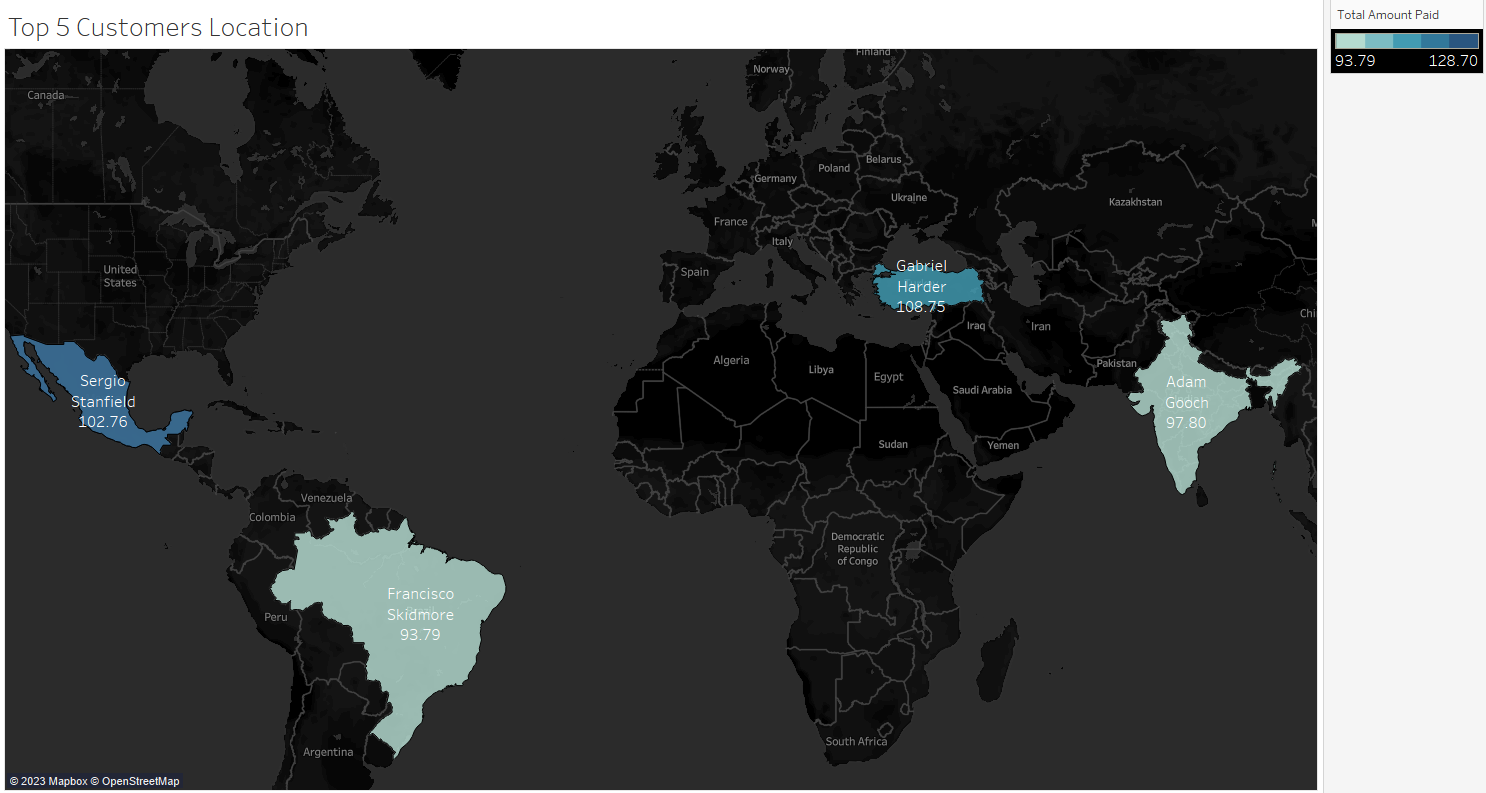 Top 5 Customers Location
Total Amount Paid
93.79
128.70
Finland
Norway
Canada
Belarus
Poland
Germany
Ukraine
Kazakhstan
France
Italy
United
States
Spain
Gabriel
Harder
108.75
Iraq
Iran
Algeria
Libya
Egypt
Pakistan
Saudi Arabia
Sergio
Stanfield
102.76
Adam
Gooch
97.80
Sudan
Yemen
Venezuela
Colombia
Democratic
Republic
of Congo
Francisco
Skidmore
93.79
Peru
South Africa
Argentina
© 2023 Mapbox © OpenStreetMap